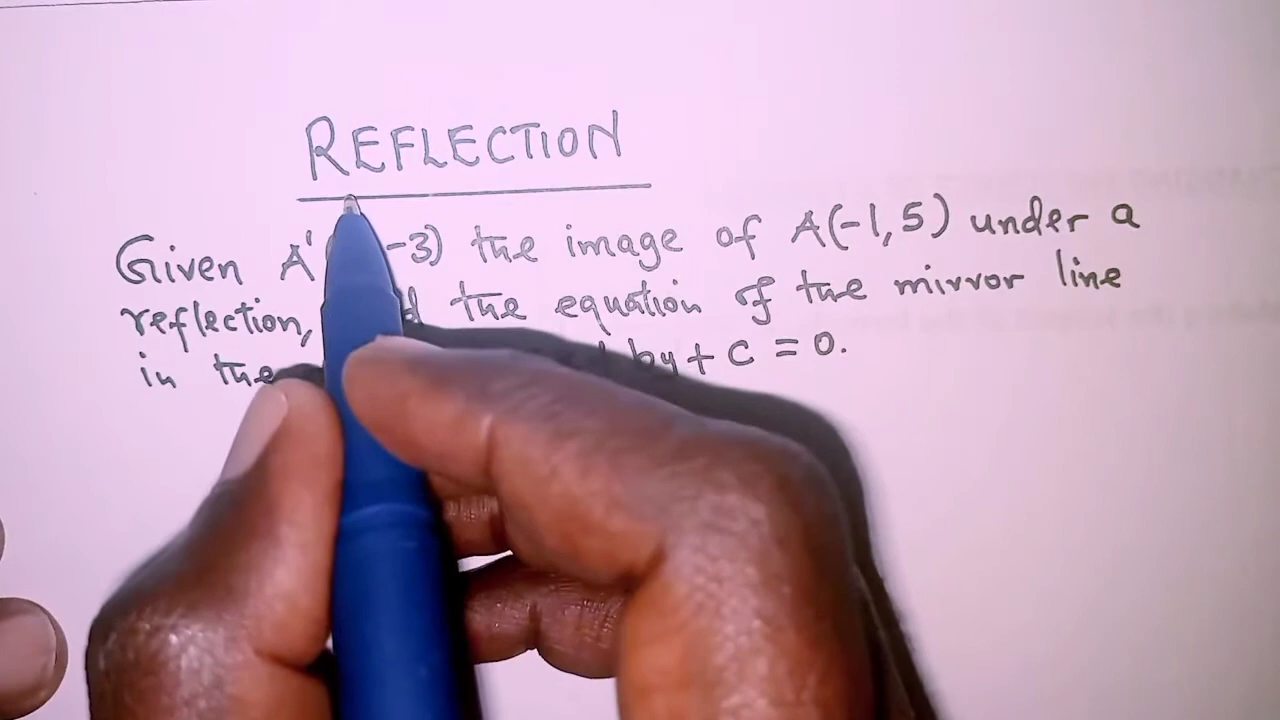 REFLECTION
Given A' -3) the image of A(-1,5) under a
reflection, the equation of the mirror line
in the by + C = 0.